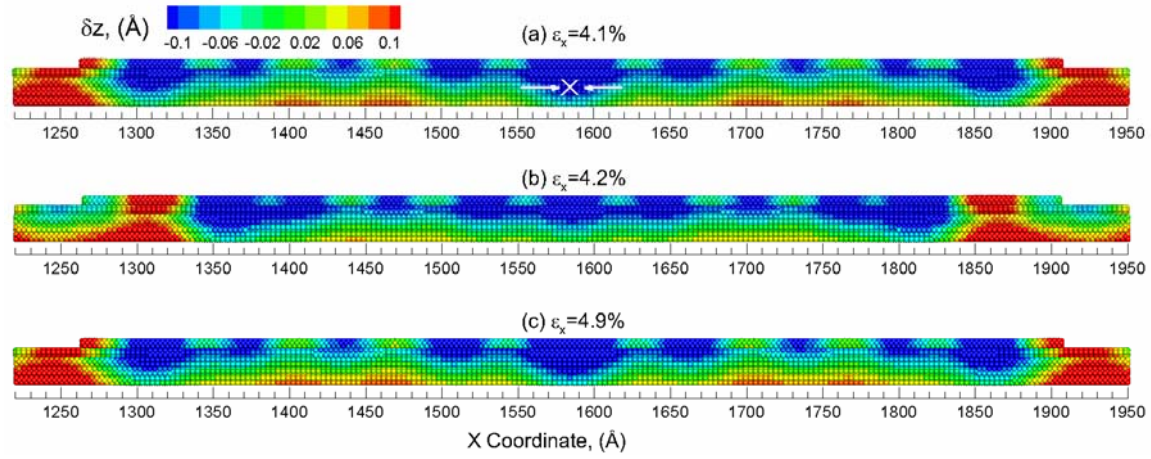 δz, (Å)
-0.1 -0.06 -0.02 0.02 0.06 0.1
(a) εx=4.1%
1250 1300 1350 1400 1450 1500 1550 1600 1650 1700 1750 1800 1850 1900 1950
(b) εx=4.2%
1250 1300 1350 1400 1450 1500 1550 1600 1650 1700 1750 1800 1850 1900 1950
(c) εx=4.9%
1250 1300 1350 1400 1450 1500 1550 1600 1650 1700 1750 1800 1850 1900 1950
X Coordinate, (Å)